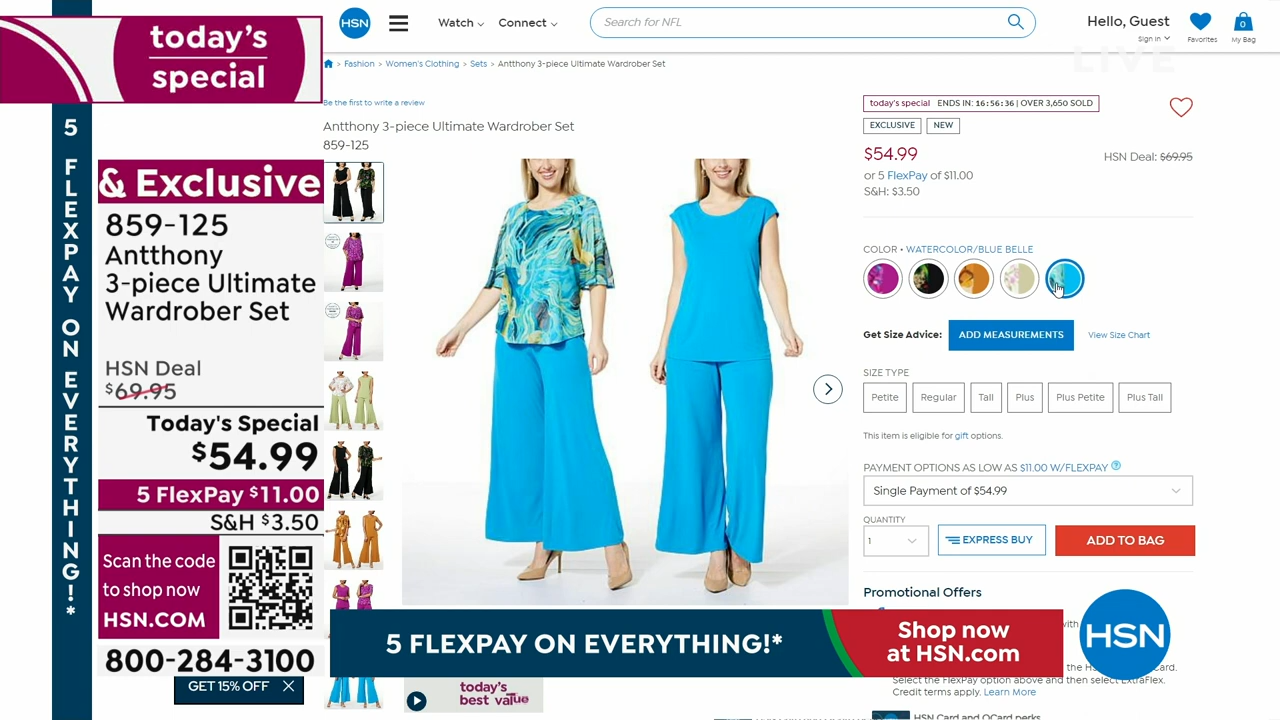 today's
special
5 FLEXPAY ON EVERYTHING!*
& Exclusive
859-125
Antthony
3-piece Ultimate
Wardrober Set
HSN Deal
$69.95
Today's Special
$54.99
5 FlexPay $11.00
S&H $3.50
Scan the code
to shop now
HSN.COM
800-284-3100
GET 15% OFF
HSN
Watch
Connect
Search for NFL
Hello, Guest
Sign in
Favorites
0
My Bag
LIVE
> Fashion > Women's Clothing > Sets > Antthony 3-piece Ultimate Wardrober Set
Be the first to write a review
Antthony 3-piece Ultimate Wardrober Set
859-125
today's special ENDS IN: 16:56:36 | OVER 3,650 SOLD
EXCLUSIVE
NEW
$54.99
HSN Deal: $69.95
or 5 FlexPay of $11.00
S&H: $3.50
COLOR • WATERCOLOR/BLUE BELLE
Get Size Advice:
ADD MEASUREMENTS
View Size Chart
SIZE TYPE
Petite
Regular
Tall
Plus
Plus Petite
Plus Tall
This item is eligible for gift options.
PAYMENT OPTIONS AS LOW AS $11.00 W/FLEXPAY
Single Payment of $54.99
QUANTITY
1
EXPRESS BUY
ADD TO BAG
Promotional Offers
5 FLEXPAY ON EVERYTHING!*
Shop now
at HSN.com
HSN
with
the
Select the FlexPay option above and then select ExtraFlex.
Credit terms apply. Learn More
today's
best value
HSN Card and QCard perks